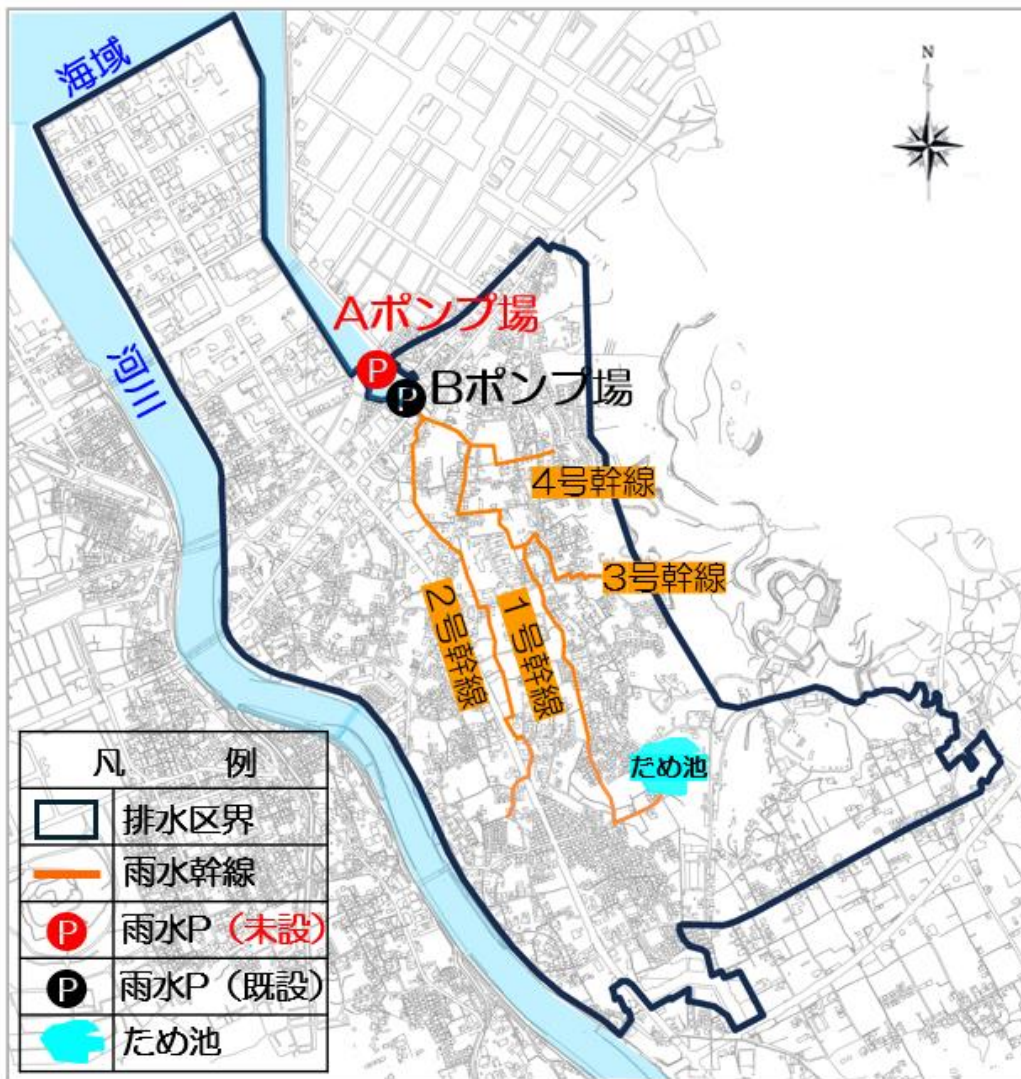 海域
N
Aポンプ場
P
河川
P
Bポンプ場
4号幹線
3号幹線
2号幹線
1号幹線
ため池
凡 例
排水区界
雨水幹線
P 雨水P（未設）
P 雨水P（既設）
ため池